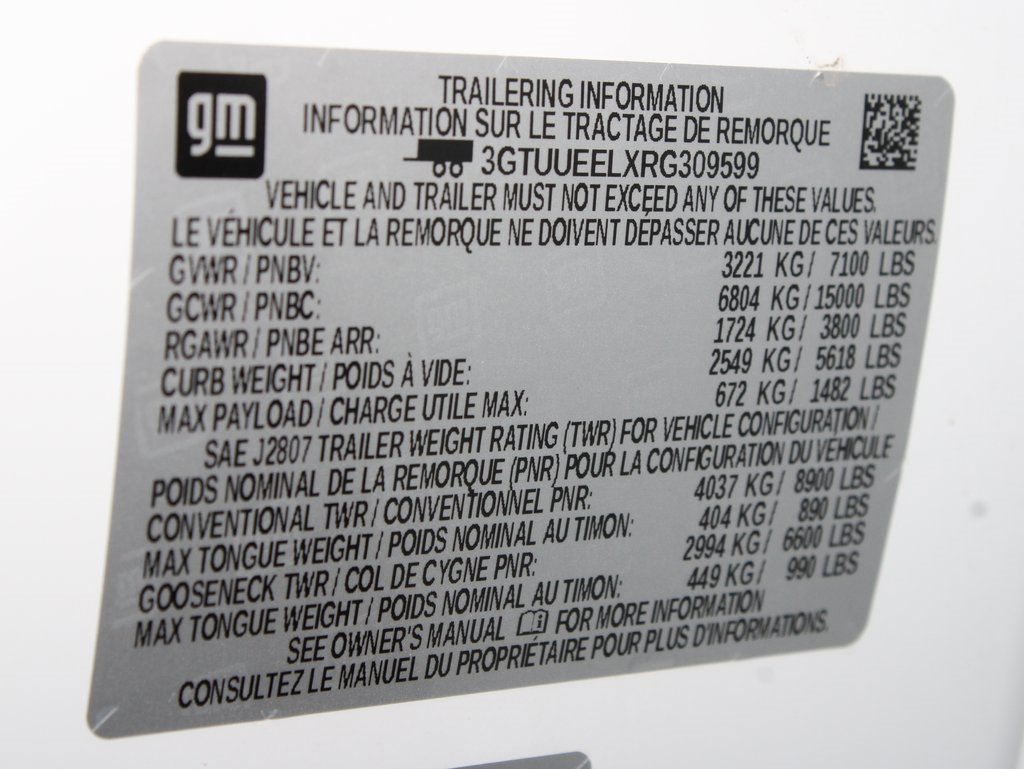 gm
TRAILERING INFORMATION
INFORMATION SUR LE TRACTAGE DE REMORQUE
3GTUUEELXRG309599
VEHICLE AND TRAILER MUST NOT EXCEED ANY OF THESE VALUES.
LE VÉHICULE ET LA REMORQUE NE DOIVENT DÉPASSER AUCUNE DE CES VALEURS.
GVWR / PNBV: 3221 KG/ 7100 LBS
GCWR / PNBC: 6804 KG/ 15000 LBS
RGAWR / PNBE ARR: 1724 KG/ 3800 LBS
CURB WEIGHT / POIDS À VIDE: 2549 KG/ 5618 LBS
MAX PAYLOAD / CHARGE UTILE MAX: 672 KG/ 1482 LBS
SAE J2807 TRAILER WEIGHT RATING (TWR) FOR VEHICLE CONFIGURATION /
POIDS NOMINAL DE LA REMORQUE (PNR) POUR LA CONFIGURATION DU VÉHICULE
CONVENTIONAL TWR / CONVENTIONNEL PNR: 4037 KG/ 8900 LBS
MAX TONGUE WEIGHT / POIDS NOMINAL AU TIMON: 404 KG/ 890 LBS
GOOSENECK TWR / COL DE CYGNE PNR: 2994 KG/ 6600 LBS
MAX TONGUE WEIGHT / POIDS NOMINAL AU TIMON: 449 KG/ 990 LBS
SEE OWNER'S MANUAL FOR MORE INFORMATION
CONSULTEZ LE MANUEL DU PROPRIÉTAIRE POUR PLUS D'INFORMATIONS.